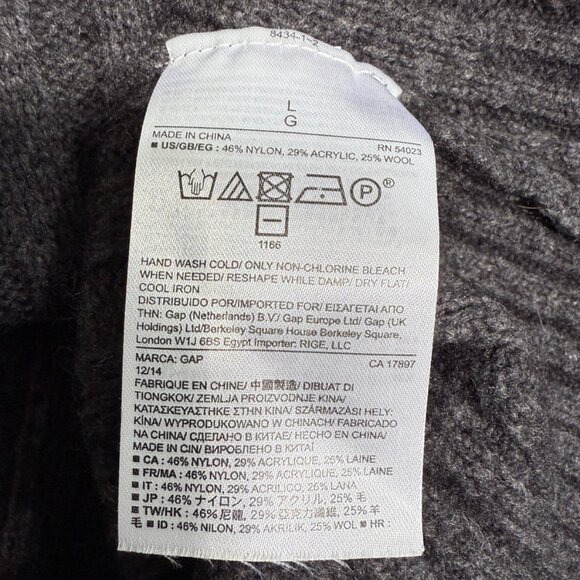 8434-1-2
L
G
MADE IN CHINA RN 54023
■ US/GB/EG : 46% NYLON, 29% ACRYLIC, 25% WOOL
P ®
1166
HAND WASH COLD/ ONLY NON-CHLORINE BLEACH
WHEN NEEDED/ RESHAPE WHILE DAMP/ DRY FLAT/
COOL IRON
DISTRIBUTED FOR/IMPORTED FOR/ ΕΙΣΑΓΕΤΑΙ ΑΠΟ
ΤΗΝ: Gap (Netherlands) B.V./ Gap Europe Ltd/ Gap (UK
Holdings) Ltd/Berkeley Square House Berkeley Square,
London W1J 6BS Egypt Importer: RIGE, LLC
MARCA: GAP CA 17897
12/14
FABRIQUE EN CHINE/ 中國製造/ DIBUAT DI
TIONGKOK/ ZEMLJA PROIZVODNJE KINA/
ΚΑΤΑΣΚΕΥΑΣΤΗΚΕ ΣΤΗΝ ΚΙΝΑ/ SZÁRMAZÁSI HELY:
KÍNA/ WYPRODUKOWANO W CHINACH/ FABRICADO
NA CHINA/ СДЕЛАНО В КИТАЕ/ HECHO EN CHINA/
MADE IN CIN/ ВИРОБЛЕНО В КИТАЇ
■ CA : 46% NYLON, 29% ACRYLIQUE, 25% LAINE
■ FR/MA : 46% NYLON, 29% ACRYLIQUE, 25% LAINE
■ IT : 46% NYLON, 29% ACRILICO, 25% LANA
■ JP : 46% ナイロン, 29% アクリル, 25% 毛
■ TW/HK : 46% 尼龍, 29% 亞克力纖維, 25% 羊
毛 ■ ID : 46% NILON, 29% AKRILIK, 25% WOL ■ HR :